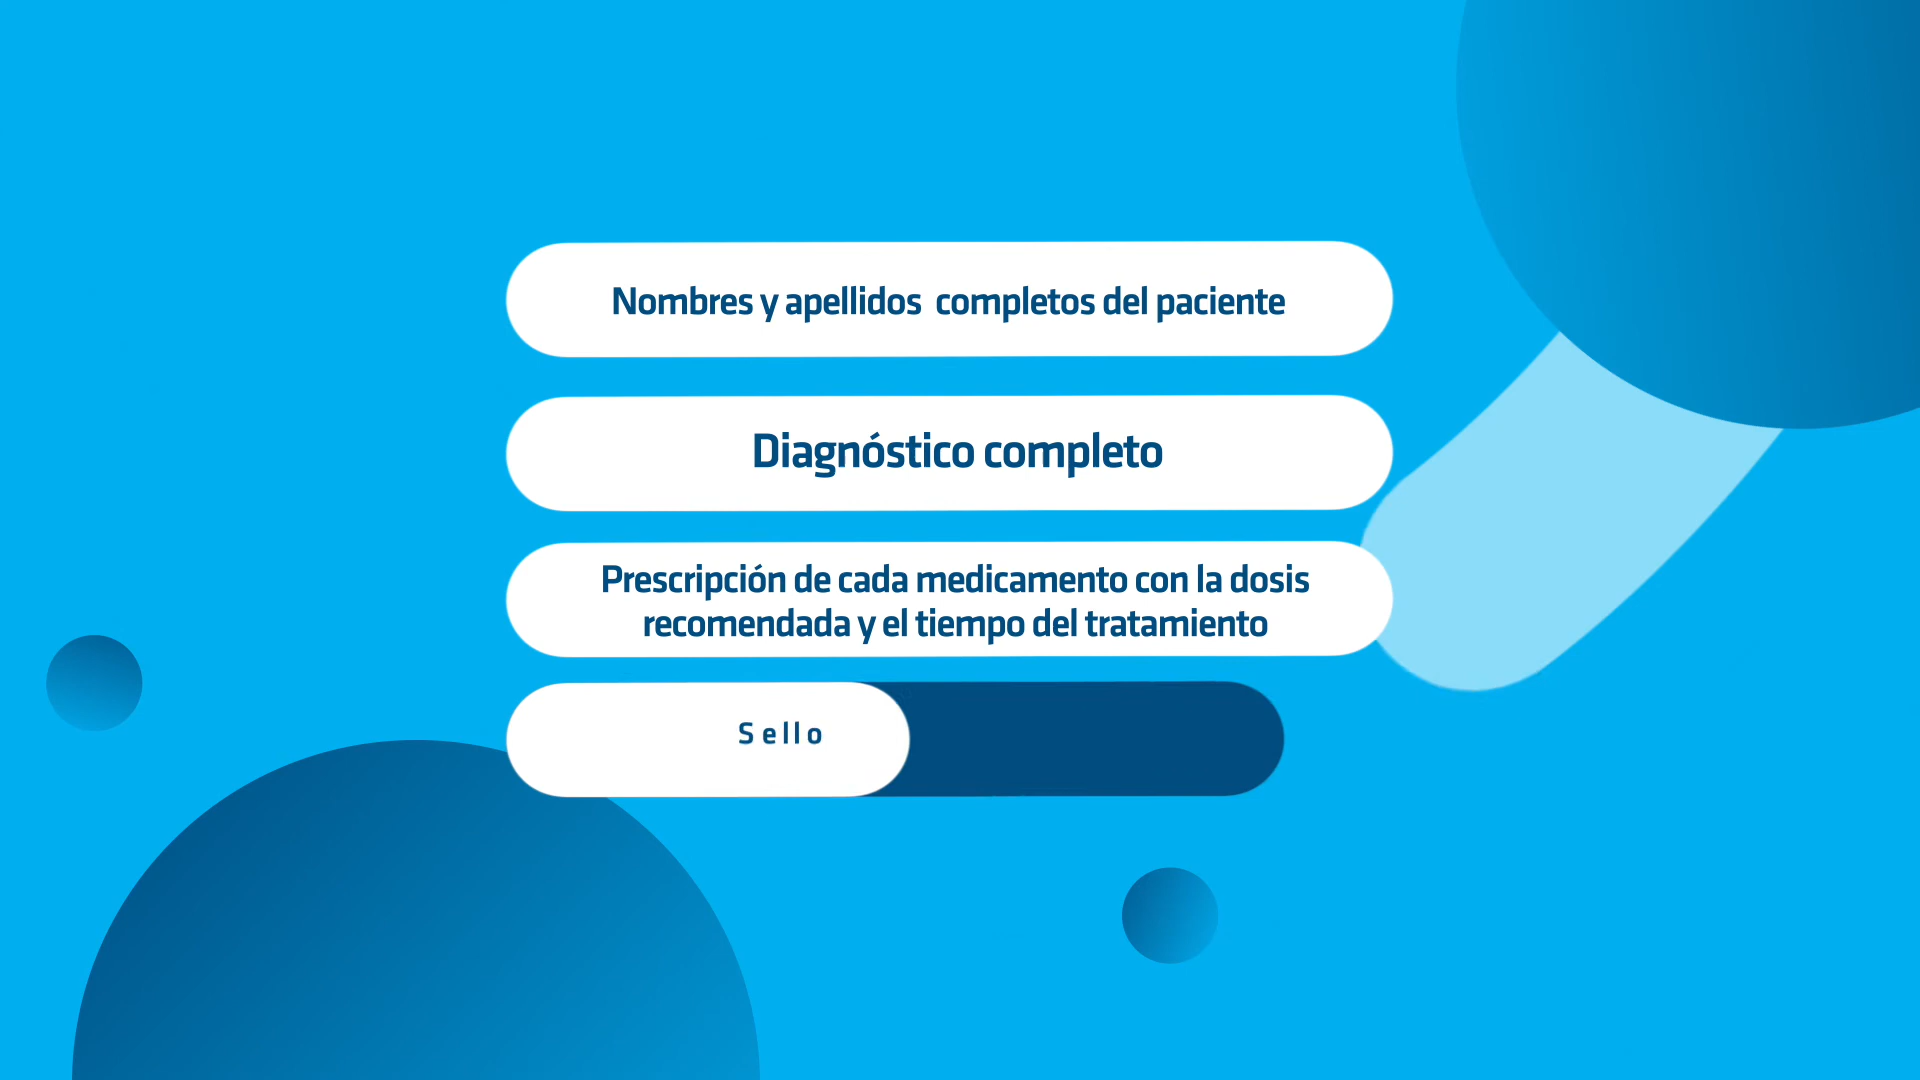 Nombres y apellidos completos del paciente
Diagnóstico completo
Prescripción de cada medicamento con la dosis
recomendada y el tiempo del tratamiento
Sello